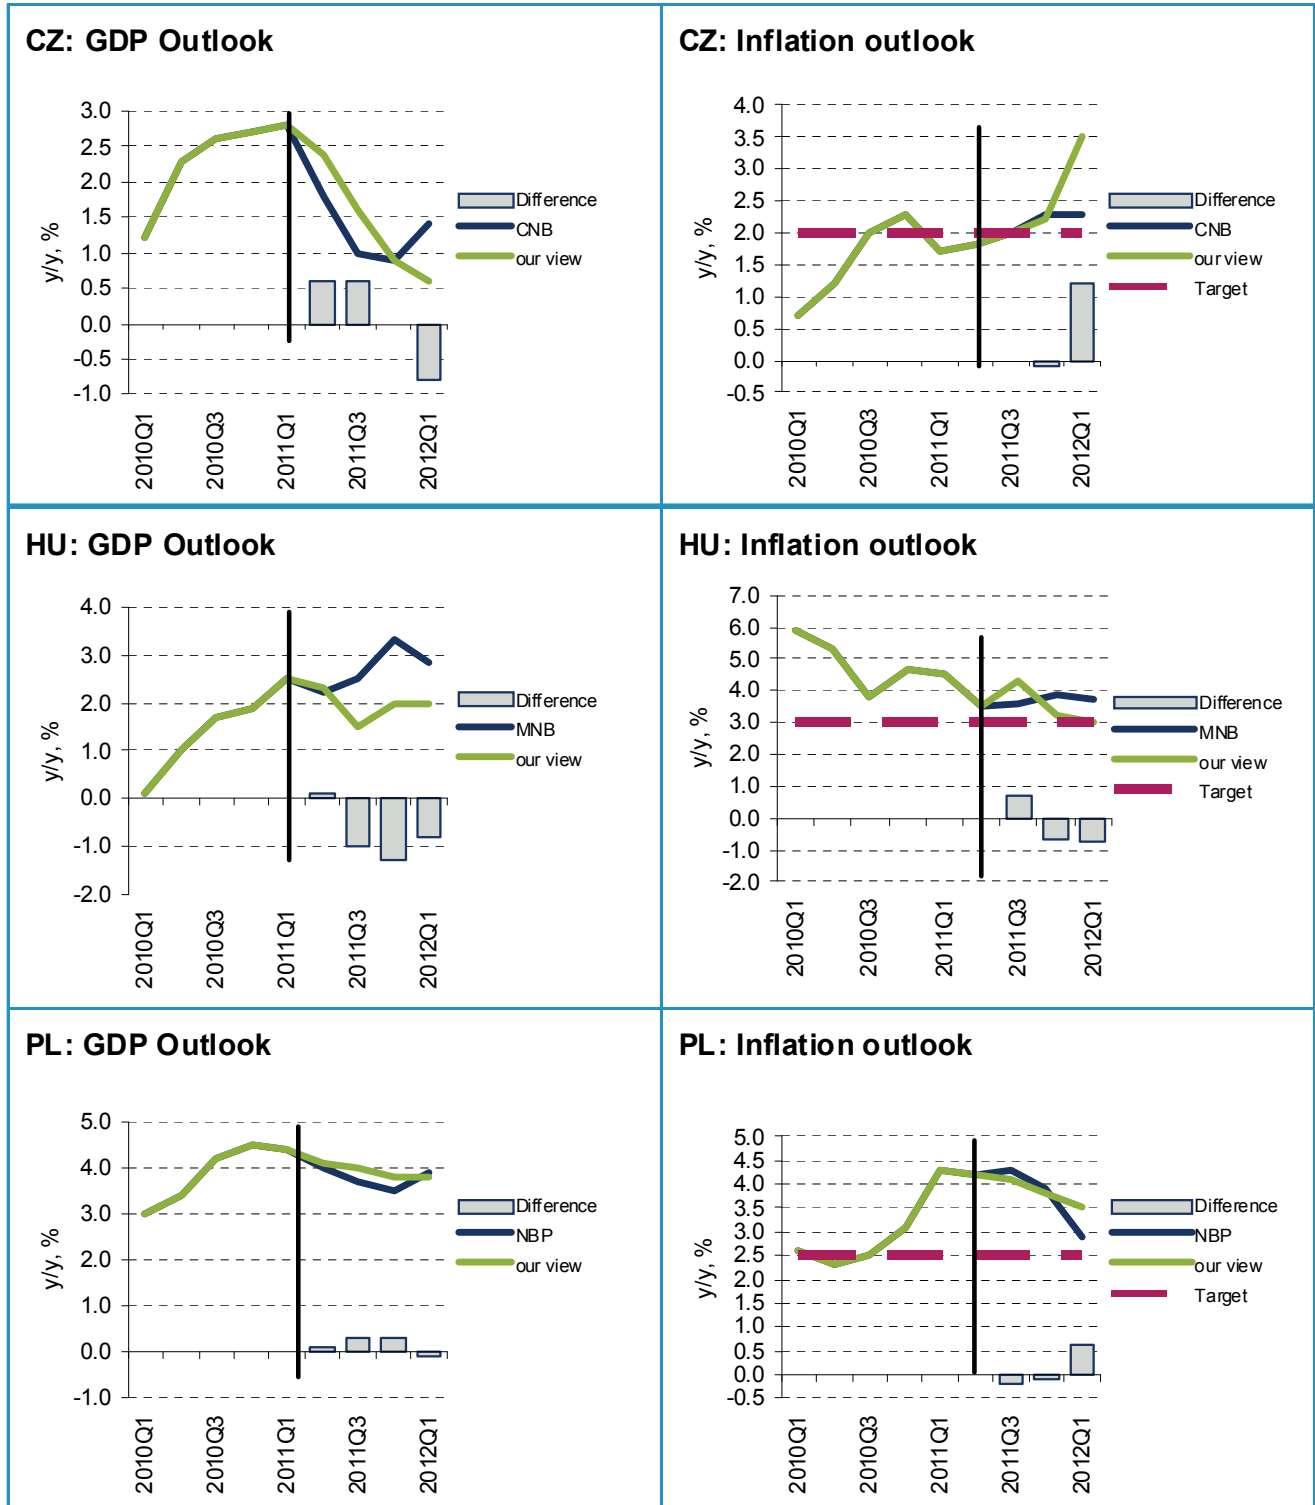 CZ: GDP Outlook
3.0
2.5
2.0
1.5
1.0
0.5
0.0
-0.5
-1.0
y/y, %
2010Q1
2010Q3
2011Q1
2011Q3
2012Q1
Difference
CNB
our view
CZ: Inflation outlook
4.0
3.5
3.0
2.5
2.0
1.5
1.0
0.5
0.0
-0.5
y/y, %
2010Q1
2010Q3
2011Q1
2011Q3
2012Q1
Difference
CNB
our view
Target
HU: GDP Outlook
4.0
3.0
2.0
1.0
0.0
-1.0
-2.0
y/y, %
2010Q1
2010Q3
2011Q1
2011Q3
2012Q1
Difference
MNB
our view
HU: Inflation outlook
7.0
6.0
5.0
4.0
3.0
2.0
1.0
0.0
-1.0
-2.0
y/y, %
2010Q1
2010Q3
2011Q1
2011Q3
2012Q1
Difference
MNB
our view
Target
PL: GDP Outlook
5.0
4.0
3.0
2.0
1.0
0.0
-1.0
y/y, %
2010Q1
2010Q3
2011Q1
2011Q3
2012Q1
Difference
NBP
our view
PL: Inflation outlook
5.0
4.5
4.0
3.5
3.0
2.5
2.0
1.5
1.0
0.5
0.0
-0.5
y/y, %
2010Q1
2010Q3
2011Q1
2011Q3
2012Q1
Difference
NBP
our view
Target